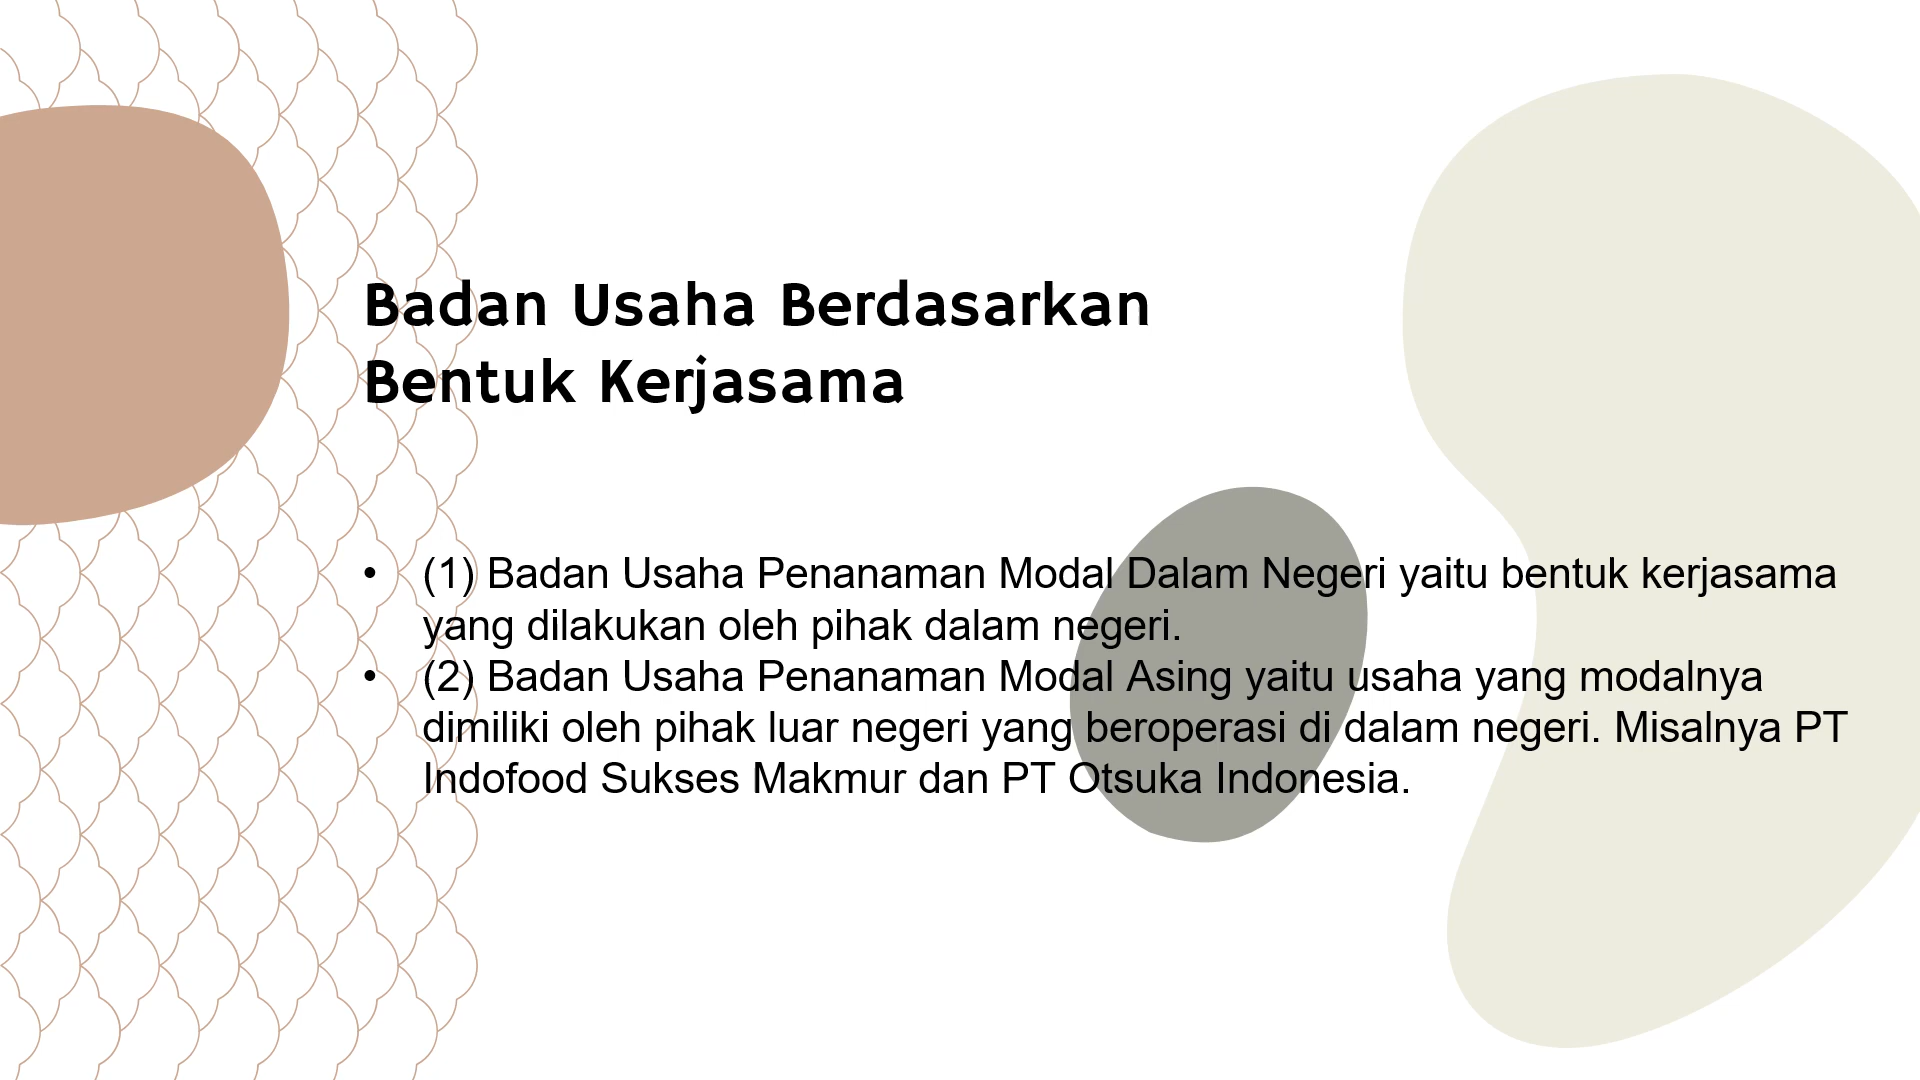 Badan Usaha Berdasarkan
Bentuk Kerjasama
• (1) Badan Usaha Penanaman Modal Dalam Negeri yaitu bentuk kerjasama
yang dilakukan oleh pihak dalam negeri.
• (2) Badan Usaha Penanaman Modal Asing yaitu usaha yang modalnya
dimiliki oleh pihak luar negeri yang beroperasi di dalam negeri. Misalnya PT
Indofood Sukses Makmur dan PT Otsuka Indonesia.